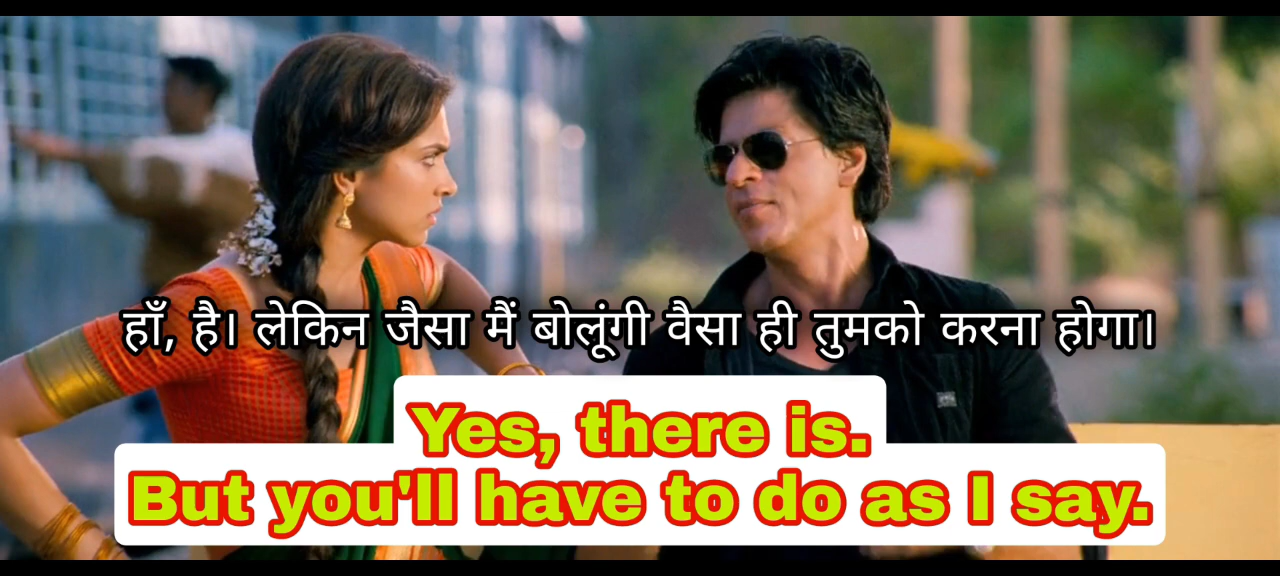 हाँ, है। लेकिन जैसा मैं बोलूंगी वैसा ही तुमको करना होगा।
Yes, there is.
But you'll have to do as I say.